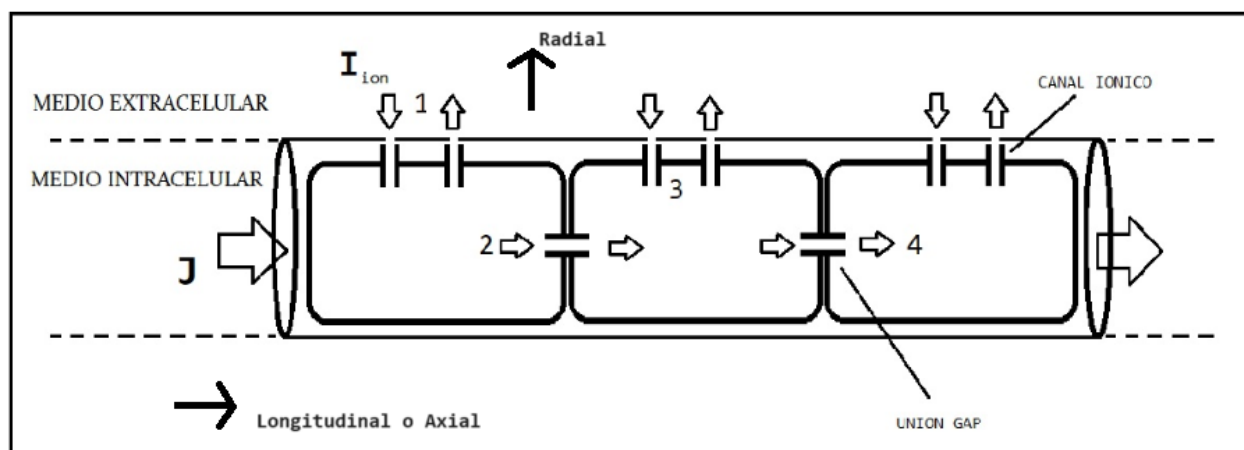 Radial
I ion
1
CANAL IONICO
MEDIO EXTRACELULAR
MEDIO INTRACELULAR
3
2
4
J
Longitudinal o Axial
UNION GAP